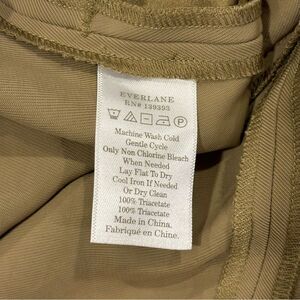 EVERLANE
RN# 139393
Machine Wash Cold
Gentle Cycle
Only Non Chlorine Bleach
When Needed
Lay Flat To Dry
Cool Iron If Needed
Or Dry Clean
100% Triacetate
100% Triacetate
Made in China.
Fabriqué en Chine.